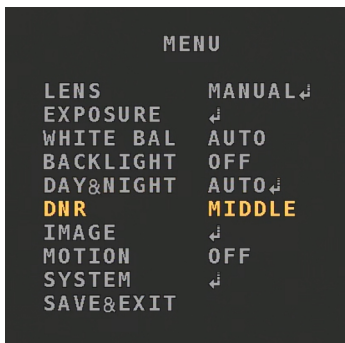 MENU
LENS MANUAL↲
EXPOSURE ↲
WHITE BAL AUTO
BACKLIGHT OFF
DAY&NIGHT AUTO↲
DNR MIDDLE
IMAGE ↲
MOTION OFF
SYSTEM ↲
SAVE&EXIT